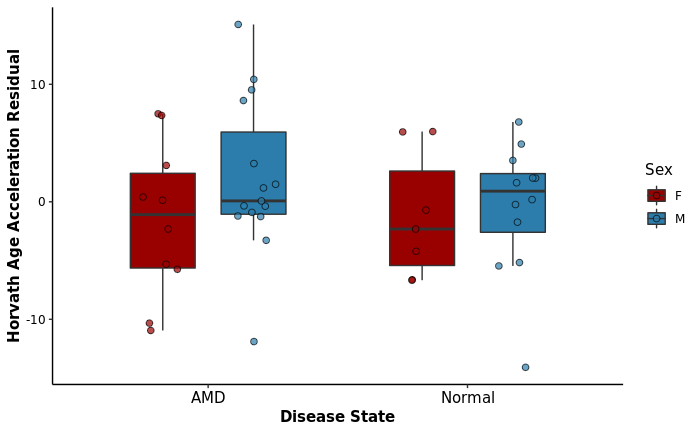 Horvath Age Acceleration Residual
10
0
-10
AMD
Normal
Disease State
Sex
F
M